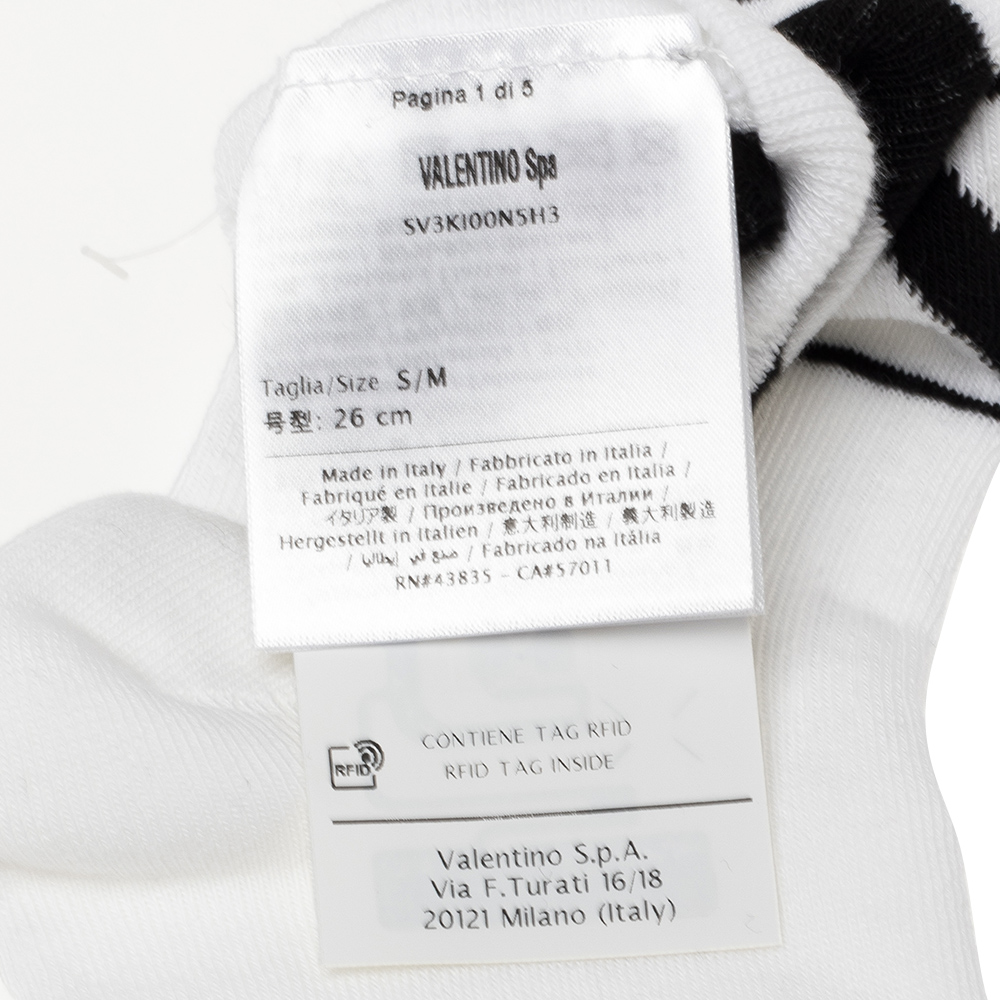 Pagina 1 di 5
VALENTINO Spa
SV3KI00N5H3
Taglia/Size S/M
号型: 26 cm
Made in Italy / Fabbricato in Italia /
Fabriqué en Italie / Fabricado en Italia /
イタリア製 / Произведено в Италии /
Hergestellt in Italien / 意大利制造 / 義大利製造
/ صنع في إيطاليا / Fabricado na Itália
RN#43835 - CA#57011
CONTIENE TAG RFID
RFID
RFID TAG INSIDE
Valentino S.p.A.
Via F.Turati 16/18
20121 Milano (Italy)